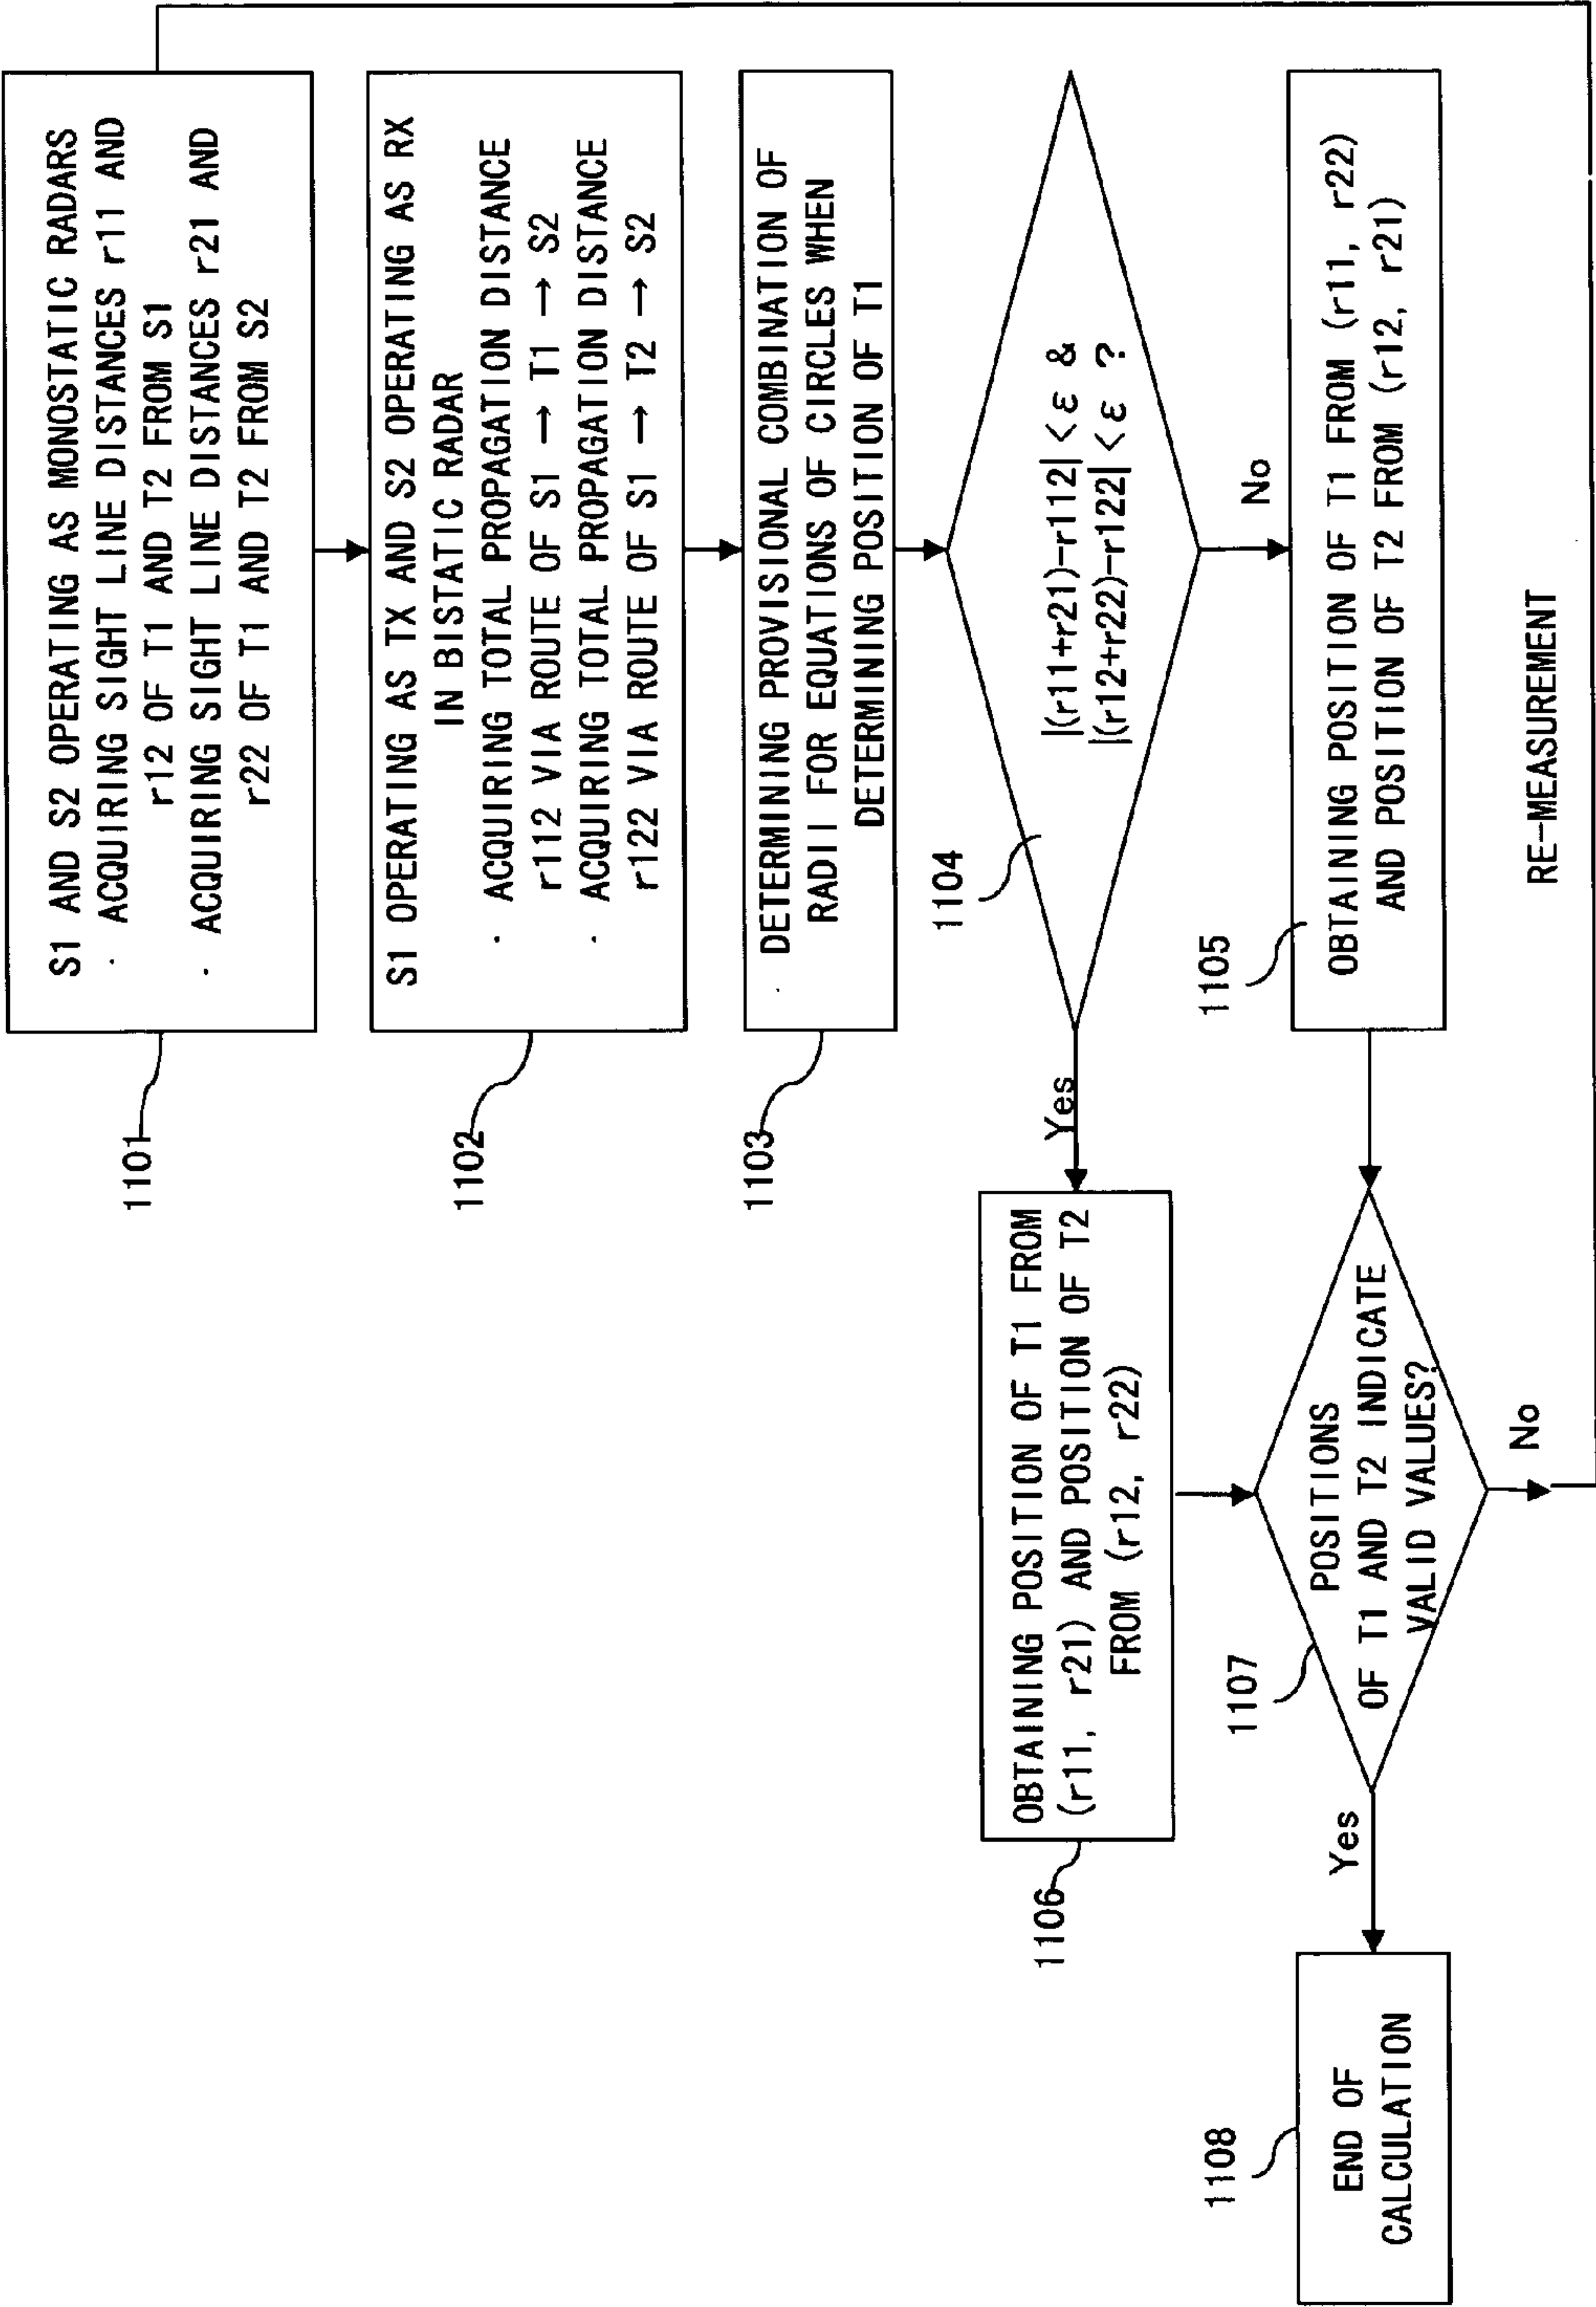 1101
S1 AND S2 OPERATING AS MONOSTATIC RADARS
· ACQUIRING SIGHT LINE DISTANCES r11 AND
r12 OF T1 AND T2 FROM S1
· ACQUIRING SIGHT LINE DISTANCES r21 AND
r22 OF T1 AND T2 FROM S2
1102
S1 OPERATING AS TX AND S2 OPERATING AS RX
IN BISTATIC RADAR
· ACQUIRING TOTAL PROPAGATION DISTANCE
r112 VIA ROUTE OF S1 → T1 → S2
· ACQUIRING TOTAL PROPAGATION DISTANCE
r122 VIA ROUTE OF S1 → T2 → S2
1103
· DETERMINING PROVISIONAL COMBINATION OF
RADII FOR EQUATIONS OF CIRCLES WHEN
DETERMINING POSITION OF T1
1104
|(r11+r21)-r112| < ε &
|(r12+r22)-r122| < ε ?
Yes
No
1106
OBTAINING POSITION OF T1 FROM
(r11, r21) AND POSITION OF T2
FROM (r12, r22)
1105
OBTAINING POSITION OF T1 FROM (r11, r22)
AND POSITION OF T2 FROM (r12, r21)
1107
POSITIONS
OF T1 AND T2 INDICATE
VALID VALUES?
Yes
No
RE-MEASUREMENT
1108
END OF
CALCULATION